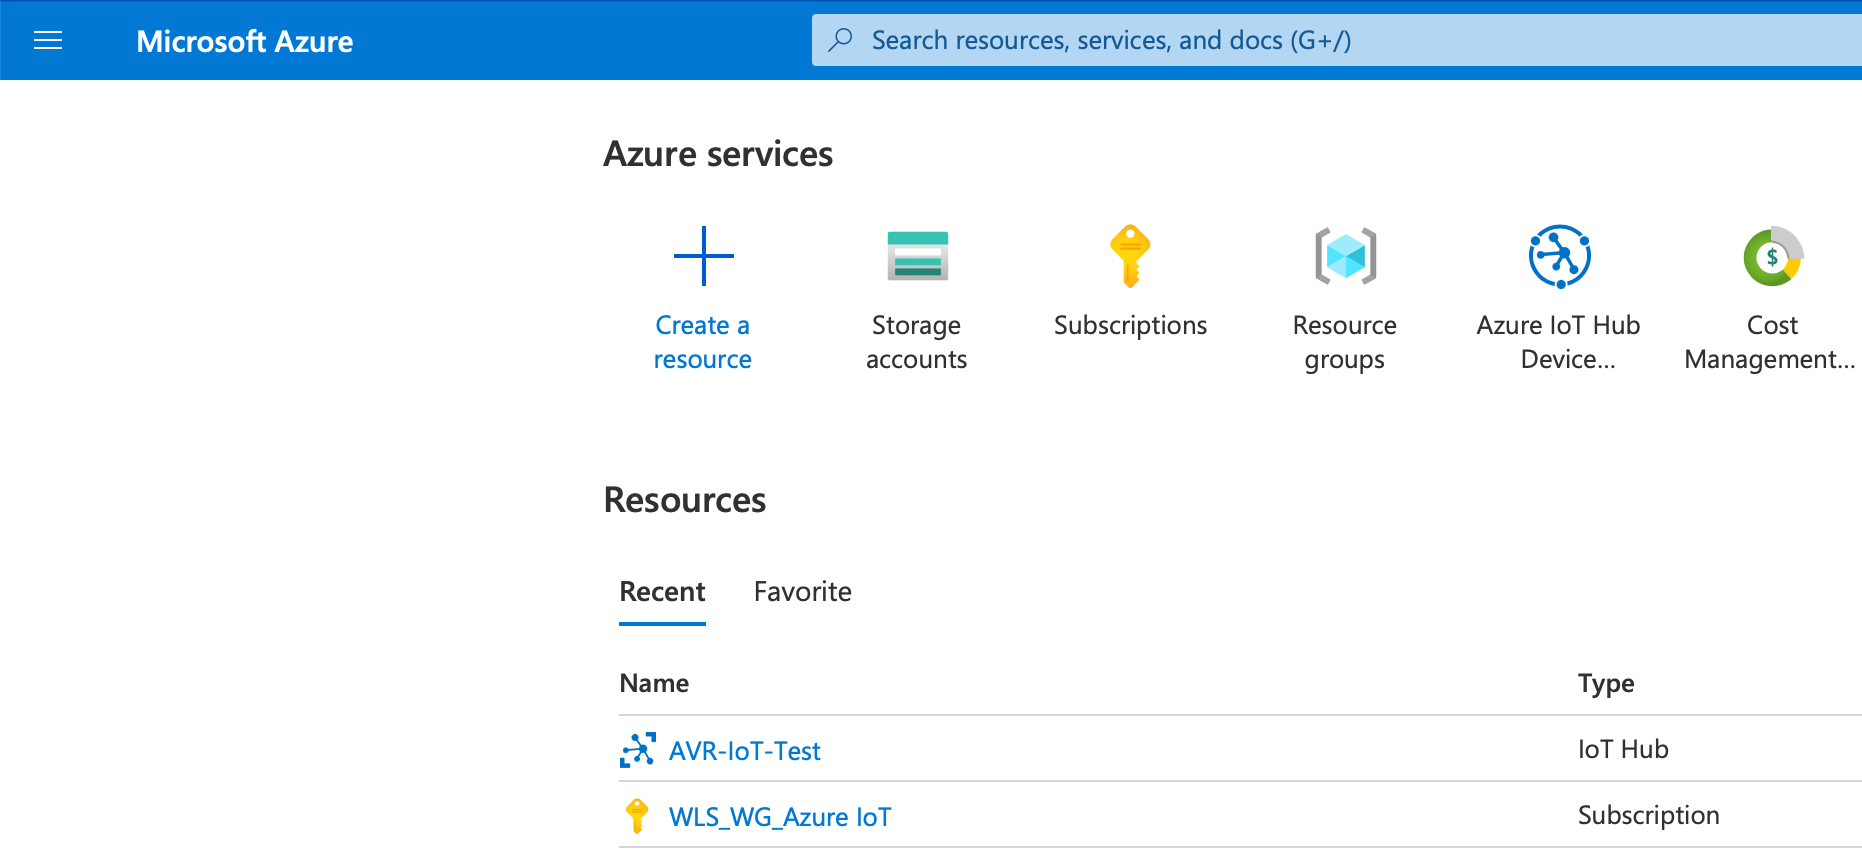 Microsoft Azure
Search resources, services, and docs (G+/)
Azure services
Create a
resource
Storage
accounts
Subscriptions
Resource
groups
Azure IoT Hub
Device...
$
Cost
Management...
Resources
Recent
Favorite
Name
Type
AVR-IoT-Test
IoT Hub
WLS_WG_Azure IoT
Subscription